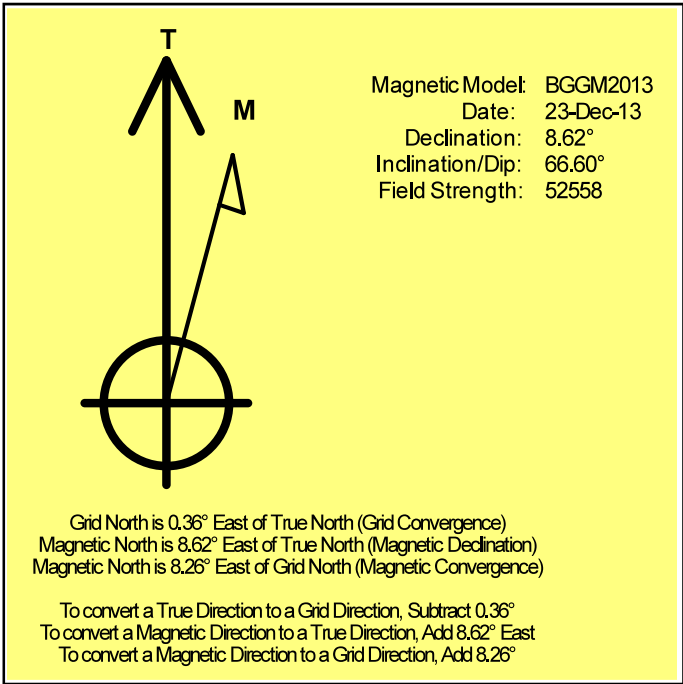 T
M
Magnetic Model: BGGM2013
Date: 23-Dec-13
Declination: 8.62°
Inclination/Dip: 66.60°
Field Strength: 52558
Grid North is 0.36° East of True North (Grid Convergence)
Magnetic North is 8.62° East of True North (Magnetic Declination)
Magnetic North is 8.26° East of Grid North (Magnetic Convergence)
To convert a True Direction to a Grid Direction, Subtract 0.36°
To convert a Magnetic Direction to a True Direction, Add 8.62° East
To convert a Magnetic Direction to a Grid Direction, Add 8.26°